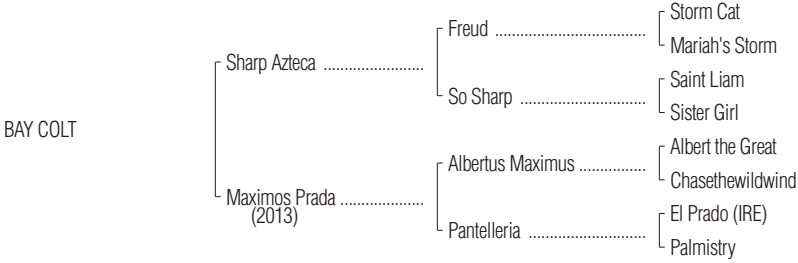 Storm Cat
Freud ....................................
Mariah's Storm
Sharp Azteca ........................
Saint Liam
So Sharp ..............................
Sister Girl
BAY COLT
Albert the Great
Albertus Maximus ................
Chasethewildwind
Maximos Prada ....................
(2013)
El Prado (IRE)
Pantelleria ............................
Palmistry